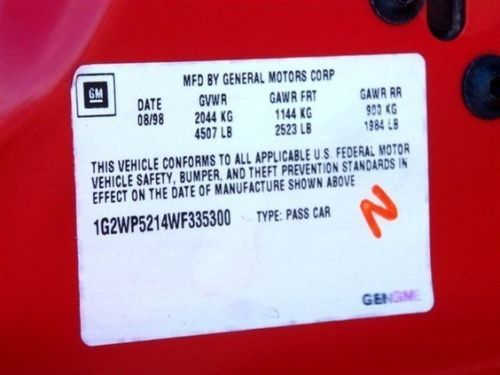 GM
MFD BY GENERAL MOTORS CORP
DATE GVWR GAWR FRT GAWR RR
08/98 2044 KG 1144 KG 900 KG
4507 LB 2523 LB 1984 LB
THIS VEHICLE CONFORMS TO ALL APPLICABLE U.S. FEDERAL MOTOR
VEHICLE SAFETY, BUMPER, AND THEFT PREVENTION STANDARDS IN
EFFECT ON THE DATE OF MANUFACTURE SHOWN ABOVE
1G2WP5214WF335300 TYPE: PASS CAR
N